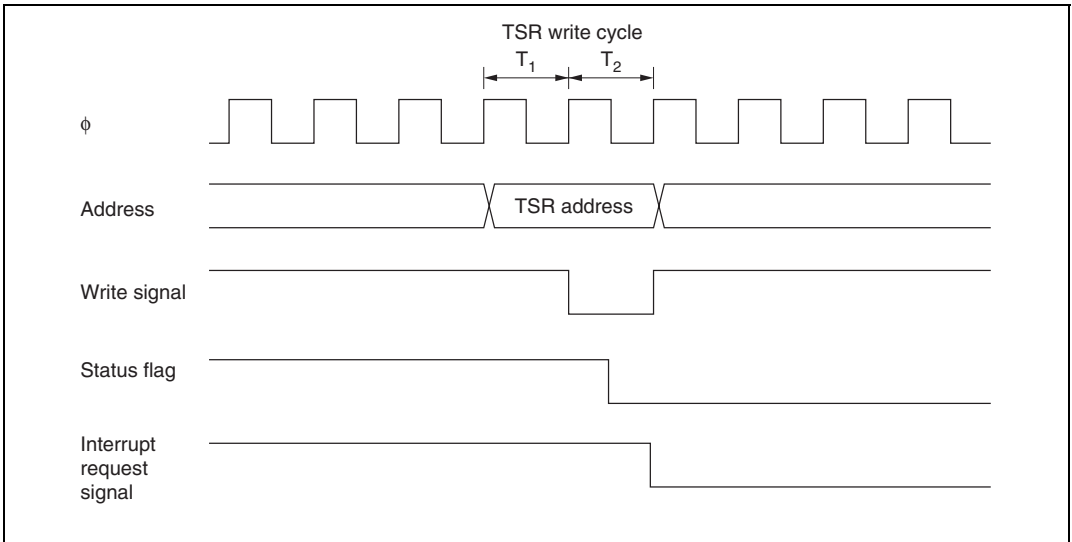 TSR write cycle
T₁ T₂
ϕ
Address
TSR address
Write signal
Status flag
Interrupt
request
signal